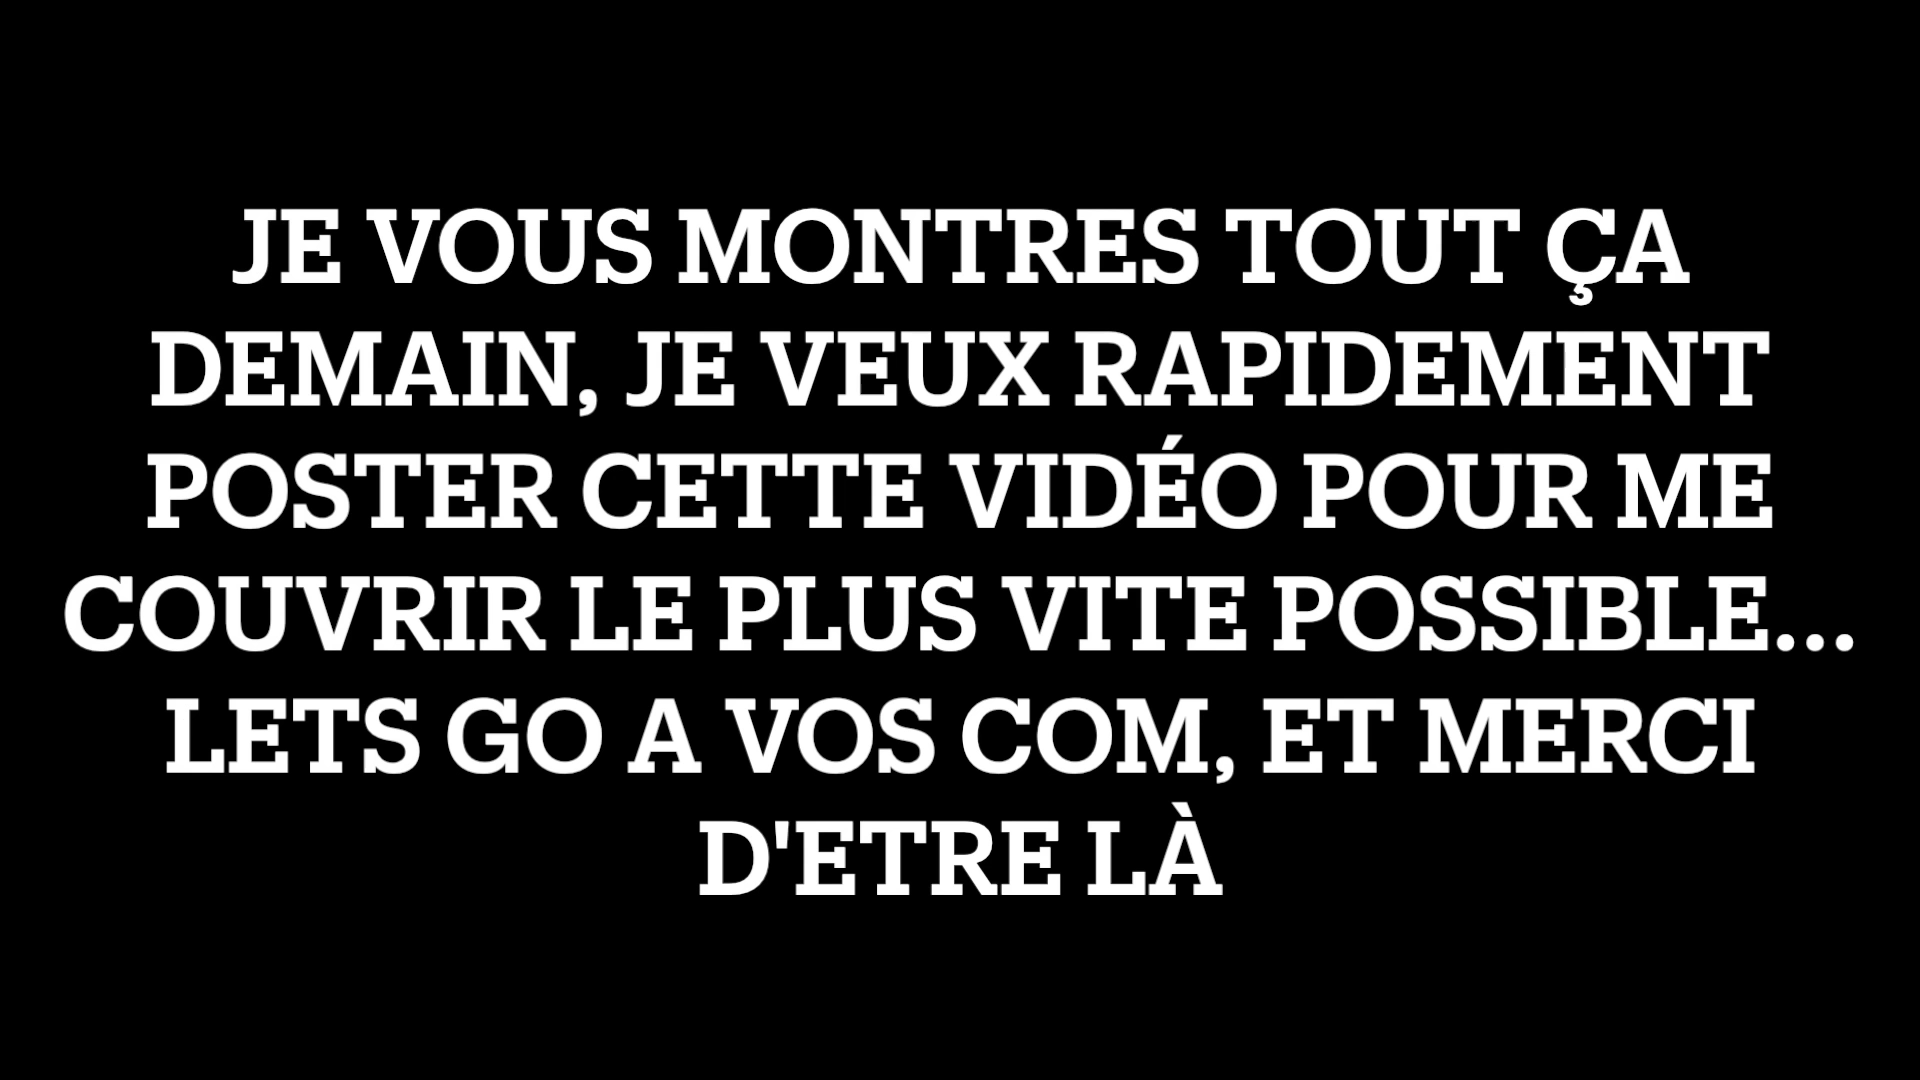 JE VOUS MONTRES TOUT ÇA
DEMAIN, JE VEUX RAPIDEMENT
POSTER CETTE VIDÉO POUR ME
COUVRIR LE PLUS VITE POSSIBLE...
LETS GO A VOS COM, ET MERCI
D'ETRE LÀ